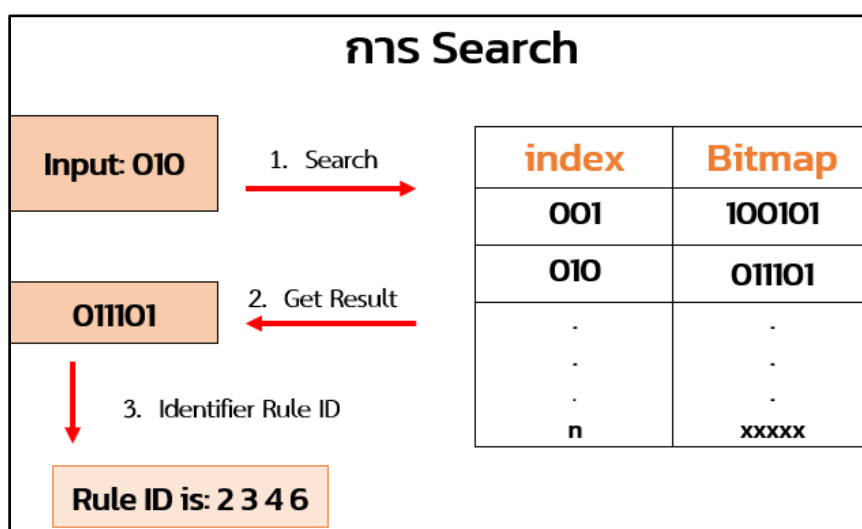 การ Search
Input: 010
1. Search
011101
2. Get Result
3. Identifier Rule ID
Rule ID is: 2 3 4 6
index Bitmap
001 100101
010 011101
. .
. .
. .
n xxxxx